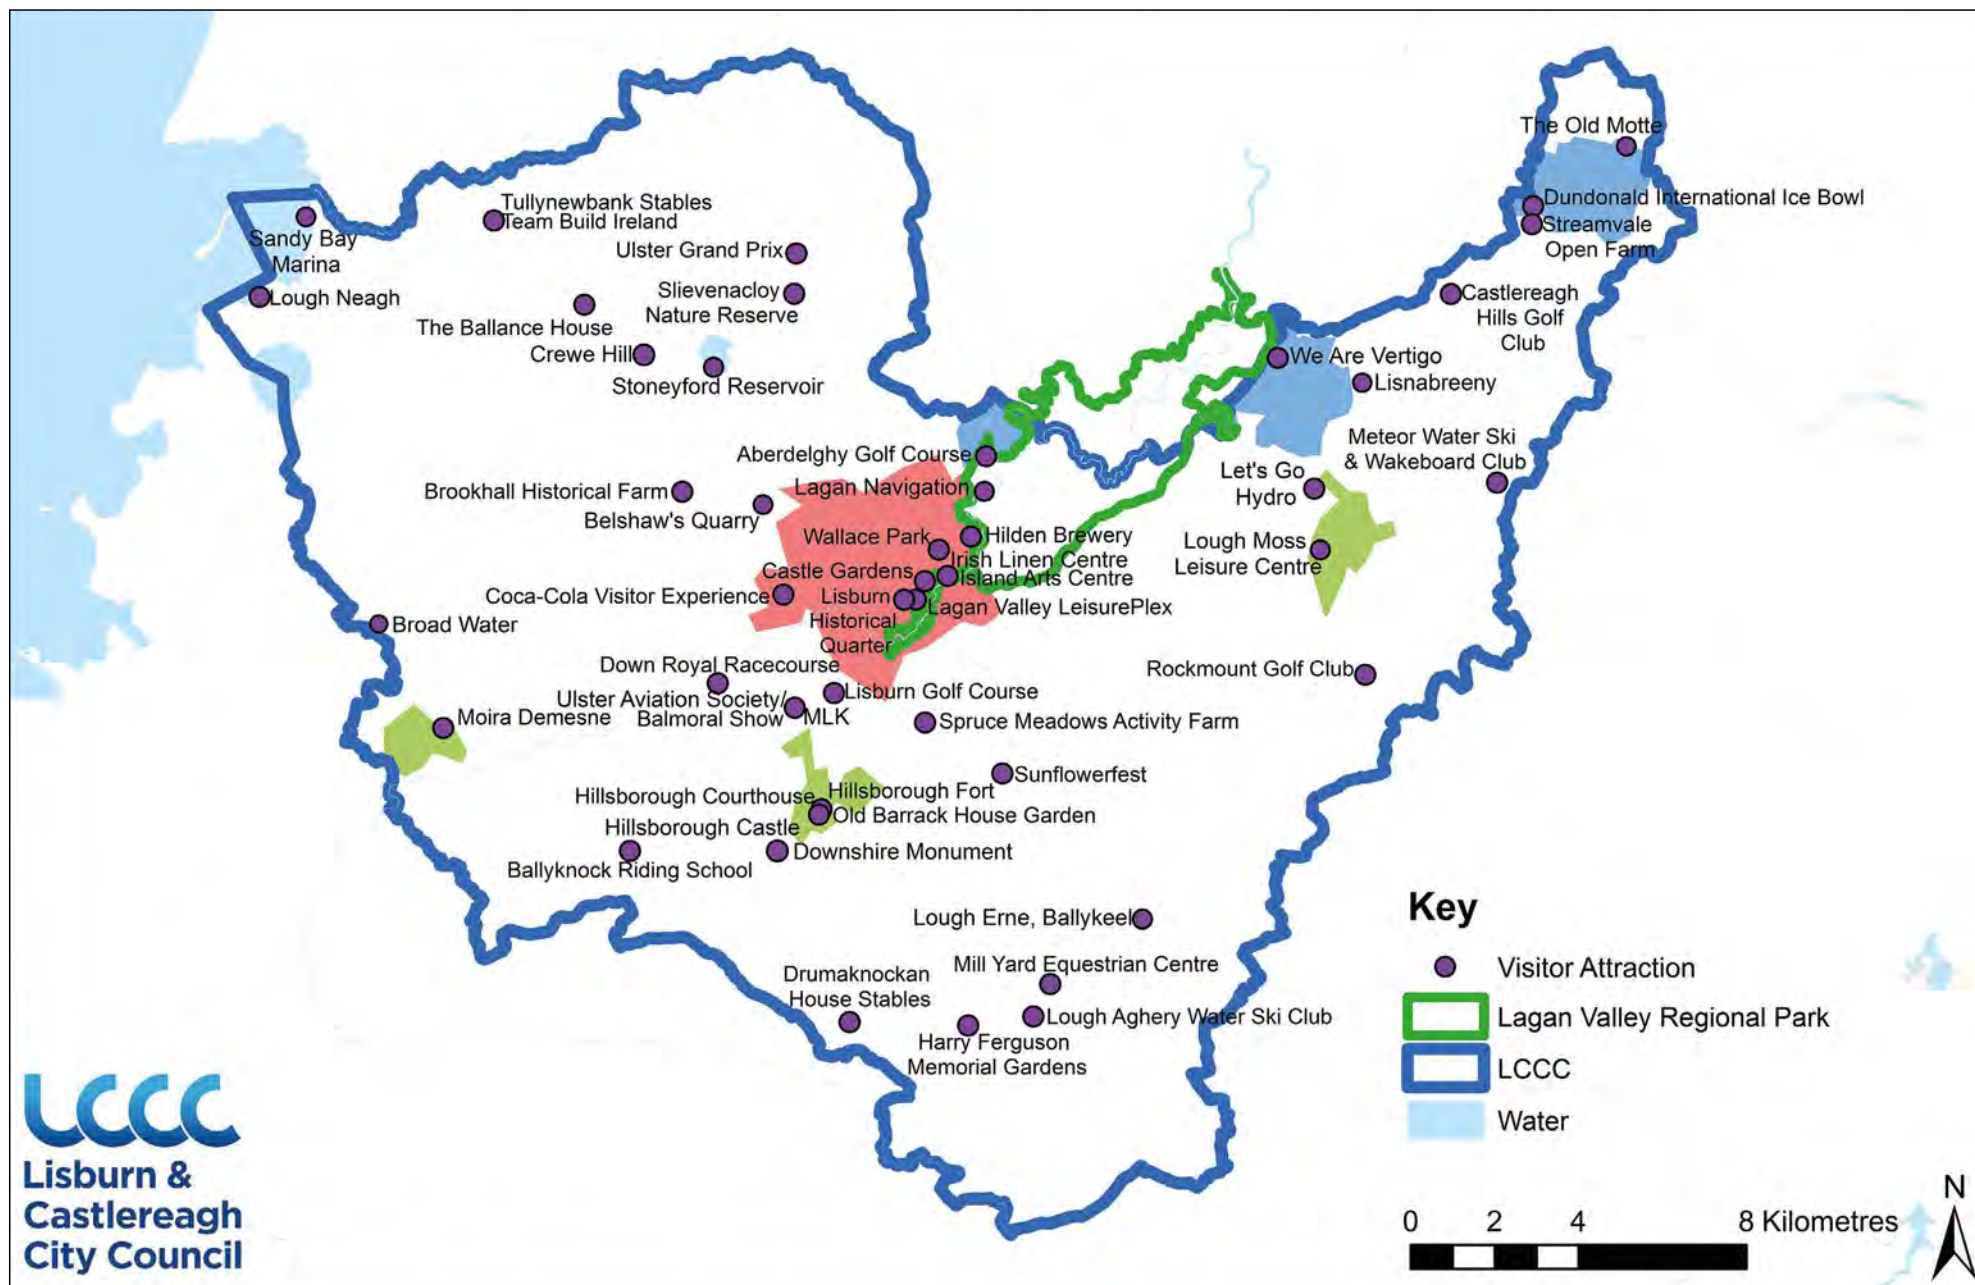 The Old Motte
Dundonald International Ice Bowl
Streamvale
Open Farm
Tullynewbank Stables
Team Build Ireland
Sandy Bay
Marina
Ulster Grand Prix
Lough Neagh
Slievenacloy
Nature Reserve
Castlereagh
Hills Golf
Club
The Ballance House
Crewe Hill
Stoneyford Reservoir
We Are Vertigo
Lisnabreeny
Meteor Water Ski
& Wakeboard Club
Aberdelghy Golf Course
Let's Go
Hydro
Lagan Navigation
Brookhall Historical Farm
Belshaw's Quarry
Wallace Park
Hilden Brewery
Lough Moss
Leisure Centre
Irish Linen Centre
Castle Gardens
Island Arts Centre
Coca-Cola Visitor Experience
Lisburn
Historical
Quarter
Lagan Valley LeisurePlex
Broad Water
Down Royal Racecourse
Rockmount Golf Club
Ulster Aviation Society/
Balmoral Show
MLK
Lisburn Golf Course
Moira Demesne
Spruce Meadows Activity Farm
Sunflowerfest
Hillsborough Courthouse
Hillsborough Fort
Old Barrack House Garden
Hillsborough Castle
Downshire Monument
Ballyknock Riding School
Lough Erne, Ballykeel
Mill Yard Equestrian Centre
Drumaknockan
House Stables
Lough Aghery Water Ski Club
Harry Ferguson
Memorial Gardens
Key
Visitor Attraction
Lagan Valley Regional Park
LCCC
Water
N
0 2 4 8 Kilometres
LCCC
Lisburn &
Castlereagh
City Council